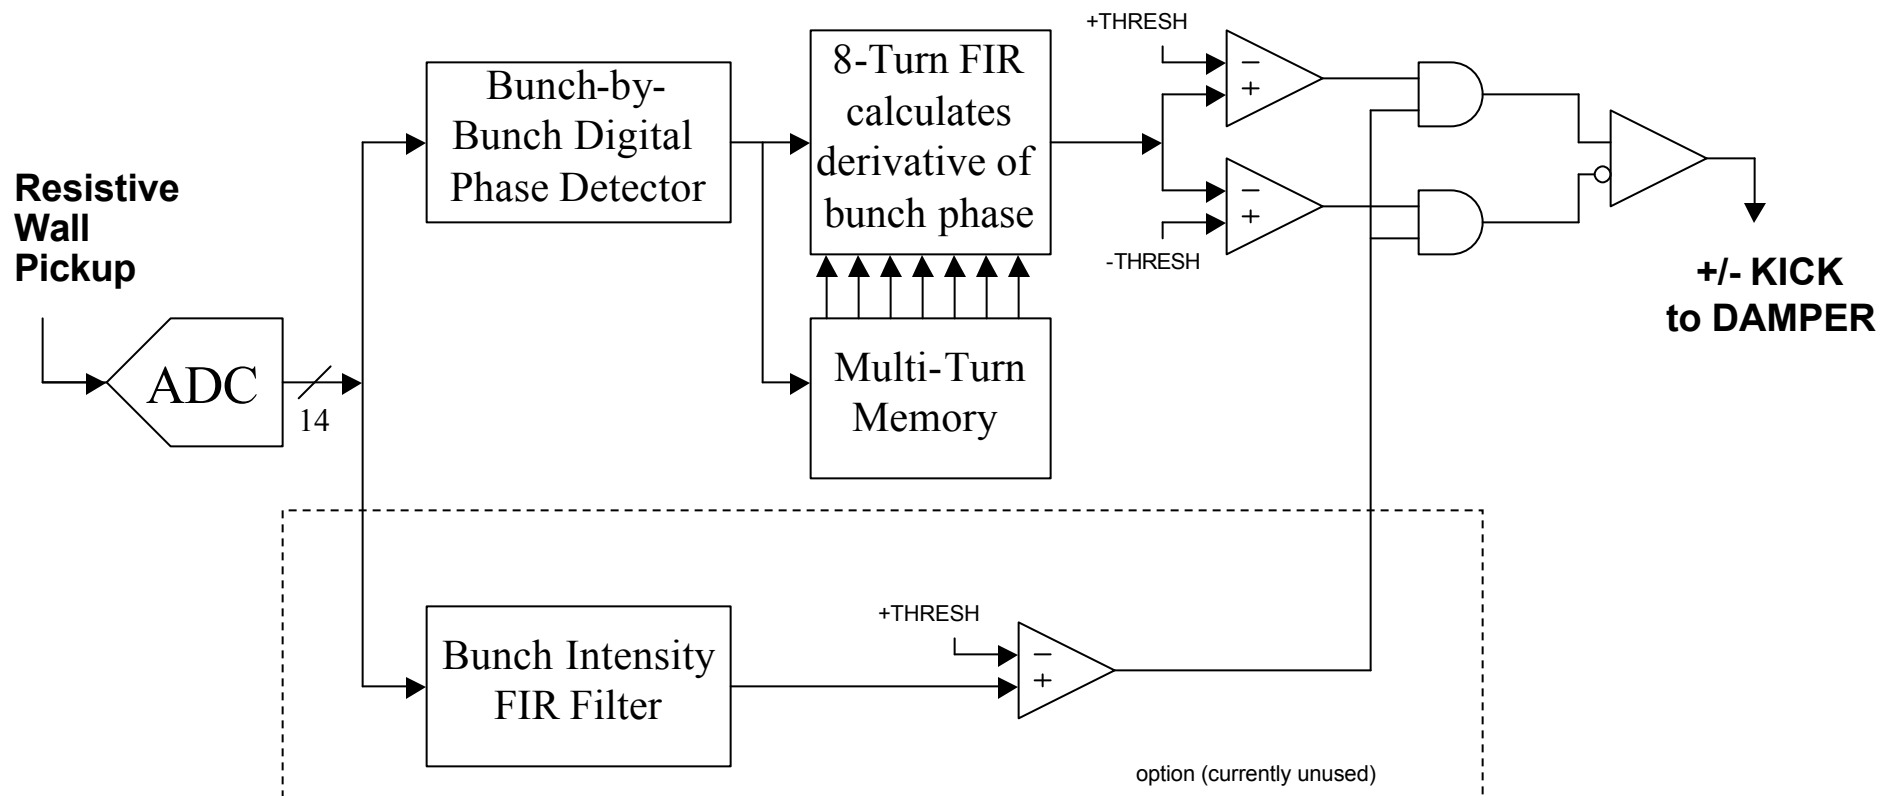 Resistive
Wall
Pickup
ADC
14
Bunch-by-
Bunch Digital
Phase Detector
8-Turn FIR
calculates
derivative of
bunch phase
Multi-Turn
Memory
+THRESH
−
+
−
+
-THRESH
+/- KICK
to DAMPER
Bunch Intensity
FIR Filter
+THRESH
−
+
option (currently unused)